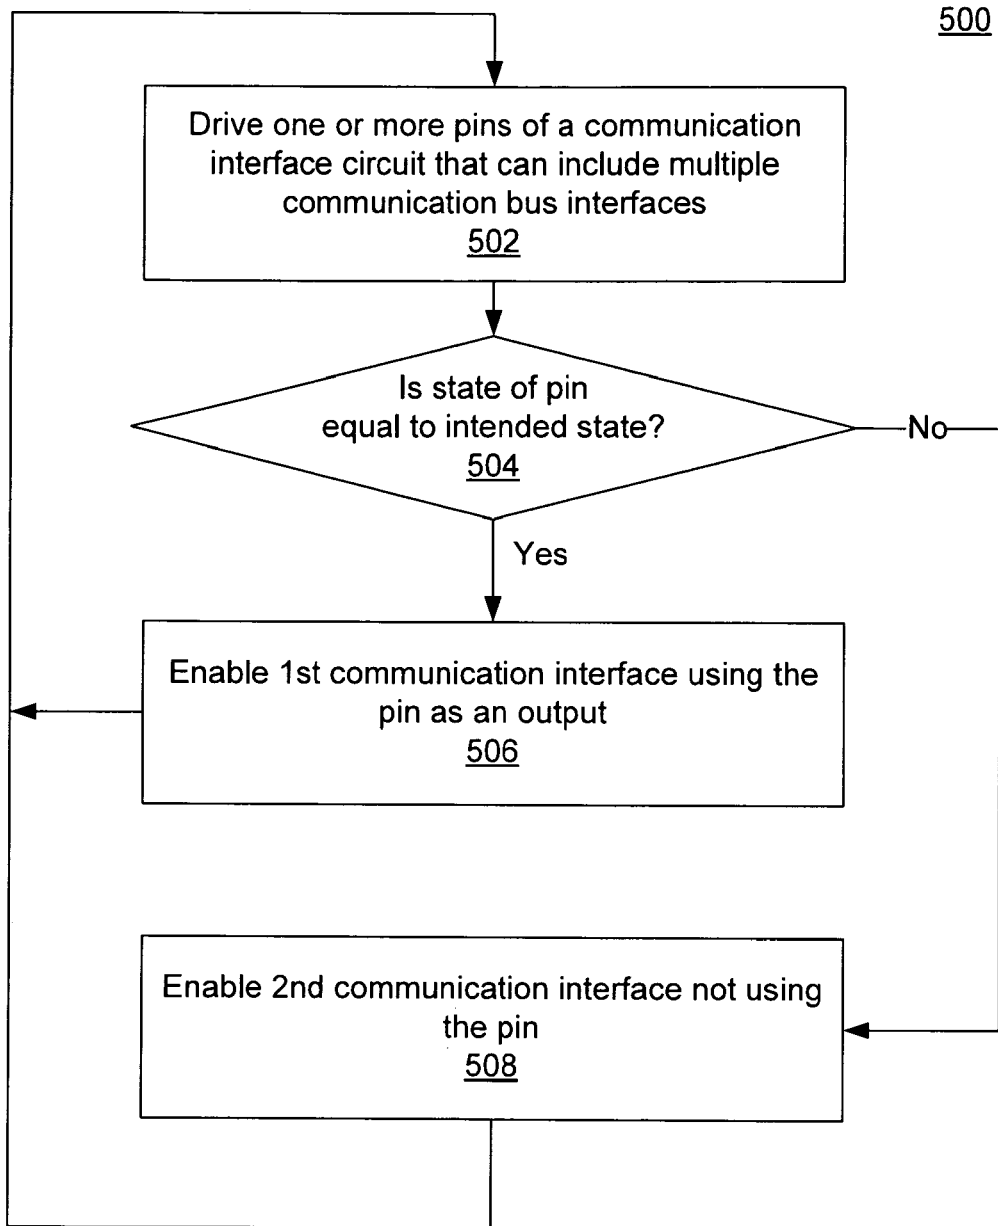 500
Drive one or more pins of a communication
interface circuit that can include multiple
communication bus interfaces
502
Is state of pin
equal to intended state?
504
No
Yes
Enable 1st communication interface using the
pin as an output
506
Enable 2nd communication interface not using
the pin
508